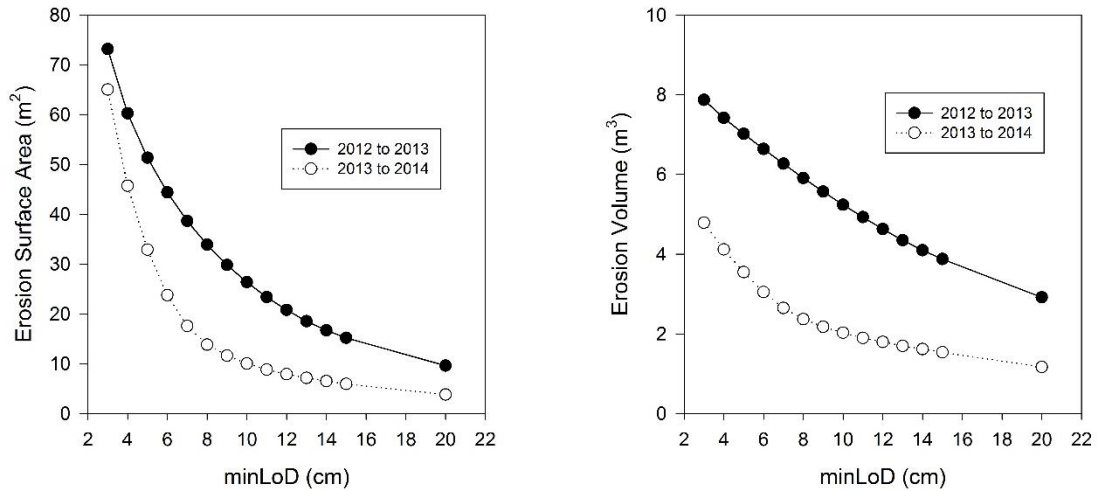 80
70
60
50
40
30
20
10
0
Erosion Surface Area (m²)
2012 to 2013
2013 to 2014
2 4 6 8 10 12 14 16 18 20 22
minLoD (cm)
10
8
6
4
2
0
Erosion Volume (m³)
2012 to 2013
2013 to 2014
2 4 6 8 10 12 14 16 18 20 22
minLoD (cm)